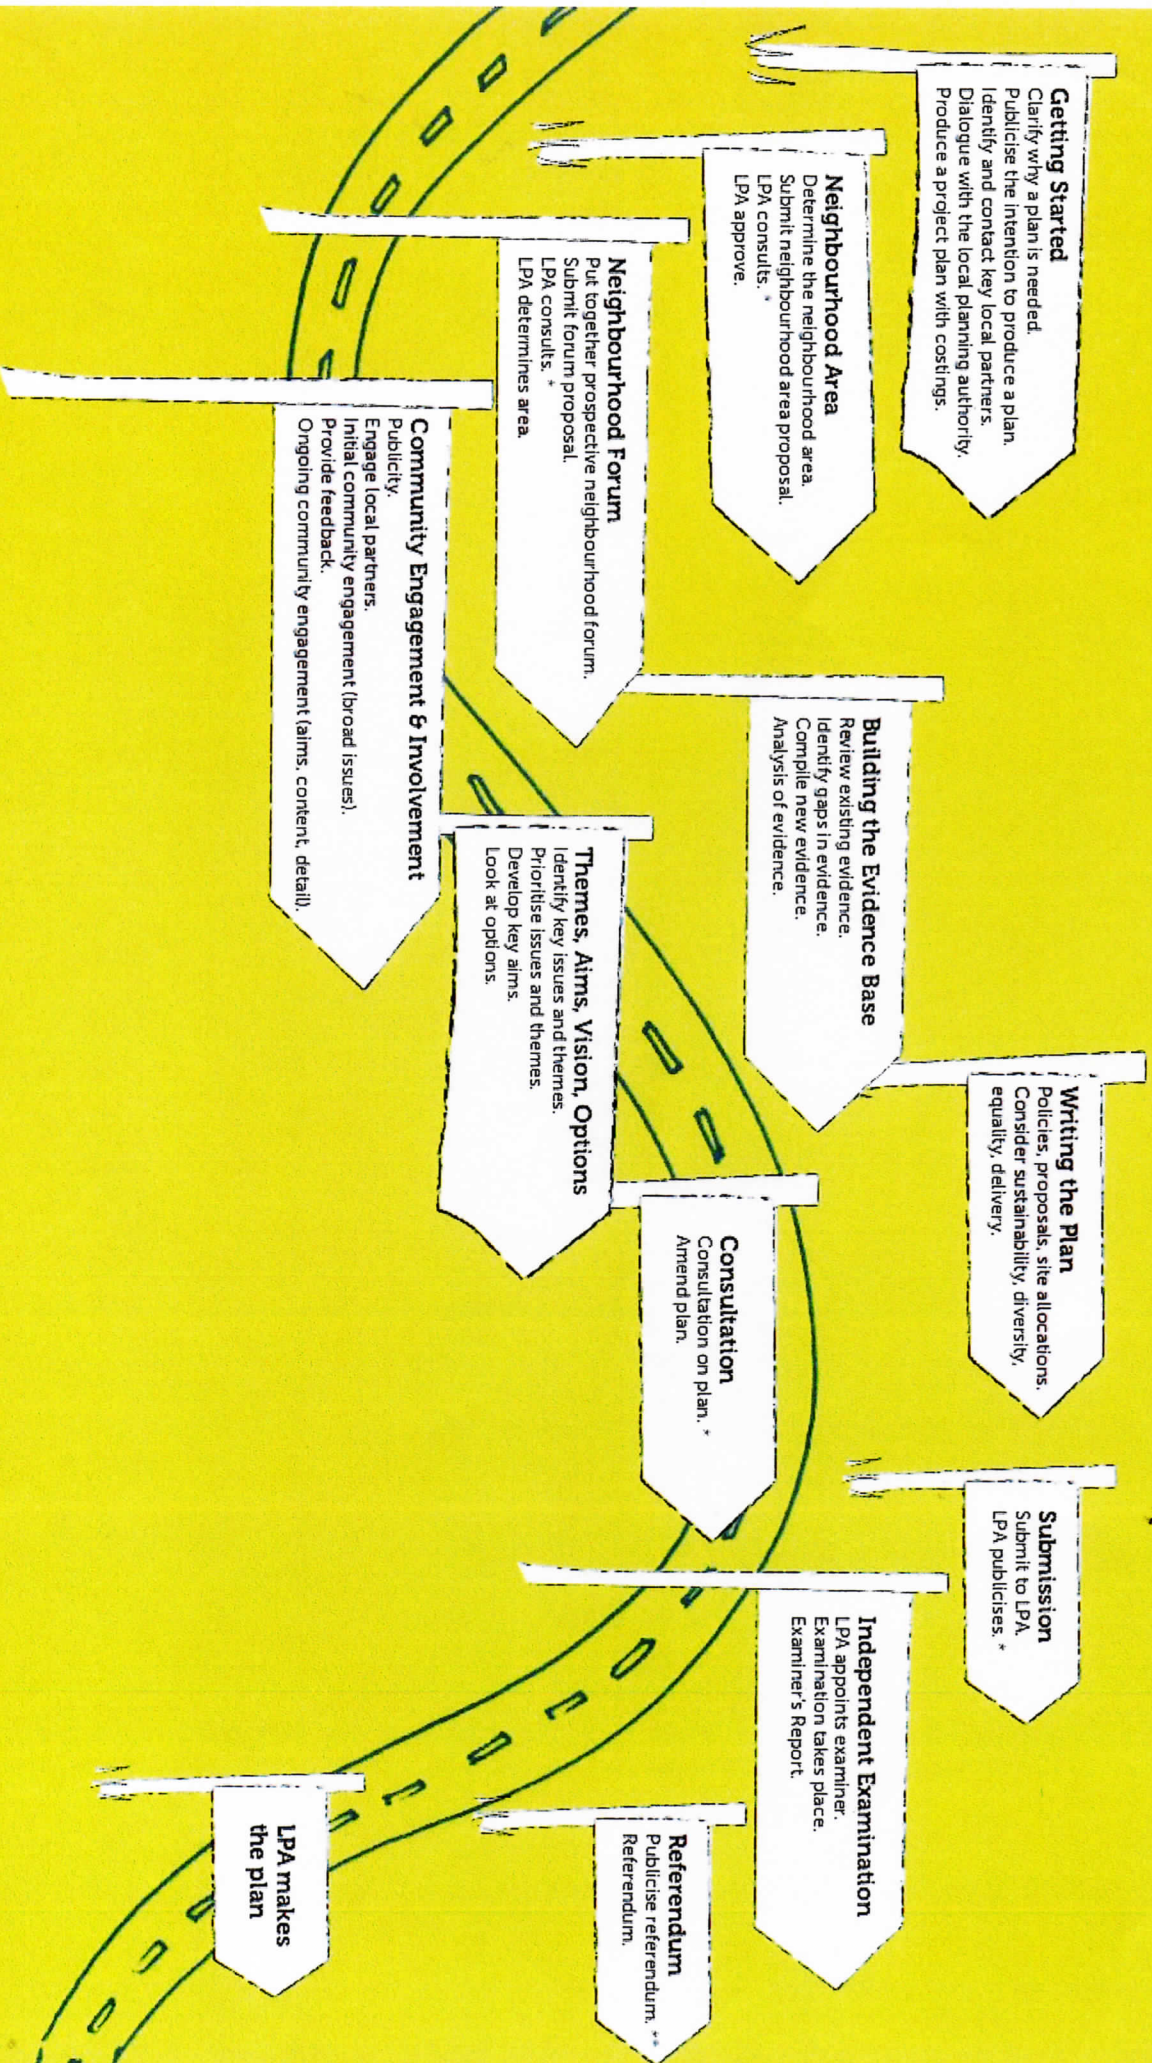 Getting Started
Clarify why a plan is needed.
Publicise the intention to produce a plan.
Identify and contact key local partners.
Dialogue with the local planning authority.
Produce a project plan with costings.
Neighbourhood Area
Determine the neighbourhood area.
Submit neighbourhood area proposal.
LPA consults. *
LPA approve.
Neighbourhood Forum
Put together prospective neighbourhood forum.
Submit forum proposal.
LPA consults. *
LPA determines area.
Community Engagement & Involvement
Publicity.
Engage local partners.
Initial community engagement (broad issues).
Provide feedback.
Ongoing community engagement (aims, content, detail).
Building the Evidence Base
Review existing evidence.
Identify gaps in evidence.
Compile new evidence.
Analysis of evidence.
Themes, Aims, Vision, Options
Identify key issues and themes.
Prioritise issues and themes.
Develop key aims.
Look at options.
Writing the Plan
Policies, proposals, site allocations.
Consider sustainability, diversity,
equality, delivery.
Consultation
Consultation on plan. *
Amend plan.
Submission
Submit to LPA.
LPA publicises. *
Independent Examination
LPA appoints examiner.
Examination takes place.
Examiner's Report.
Referendum
Publicise referendum. **
Referendum.
LPA makes
the plan